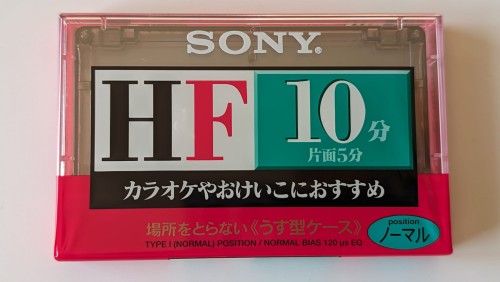 SONY®
HF 10分
片面5分
カラオケやおけいこにおすすめ
場所をとらない《うす型ケース》
TYPE I (NORMAL) POSITION / NORMAL BIAS 120 μs EQ
position
ノーマル